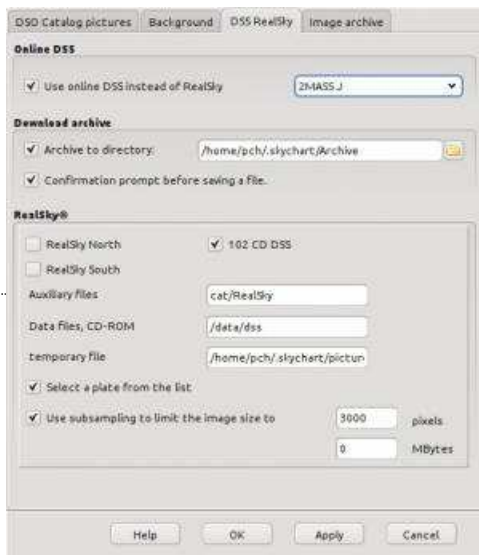 DSO Catalog pictures Background DSS RealSky Image archive
Online DSS
Use online DSS instead of RealSky 2MASS J
Download archive
Archive to directory: /home/pch/.skychart/Archive
Confirmation prompt before saving a file.
RealSky®
RealSky North 102 CD DSS
RealSky South
Auxiliary files cat/RealSky
Data files, CD-ROM /data/dss
temporary file /home/pch/.skychart/pictur
Select a plate from the list
Use subsampling to limit the image size to 3000 pixels
0 MBytes
Help OK Apply Cancel